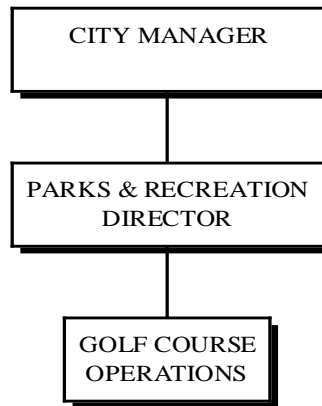 CITY MANAGER
PARKS & RECREATION
DIRECTOR
GOLF COURSE
OPERATIONS